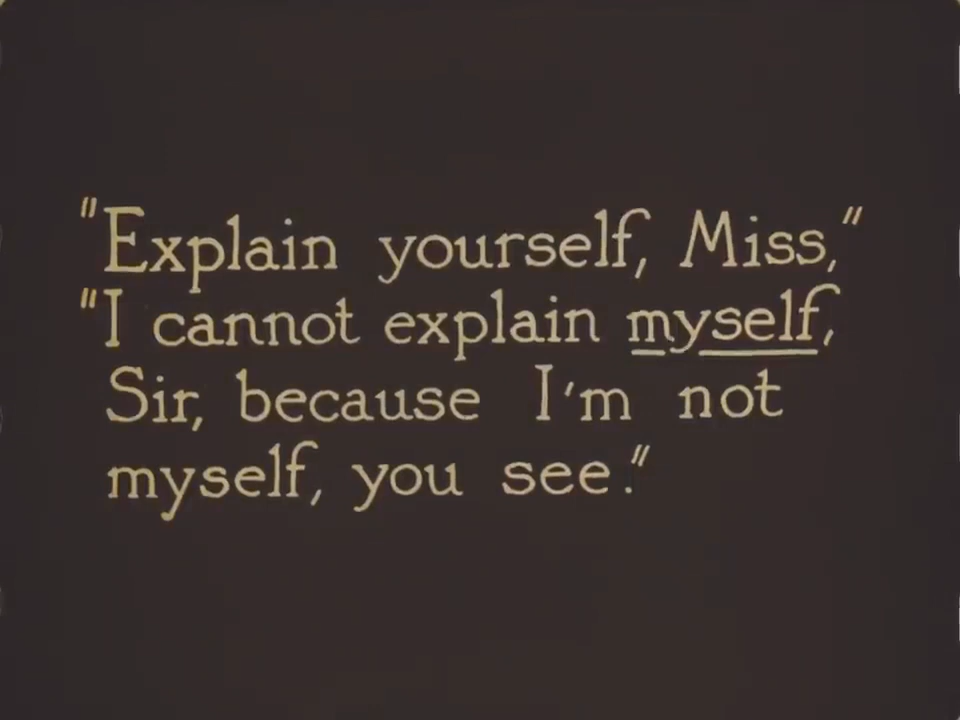 "Explain yourself, Miss,"
"I cannot explain myself,
Sir, because I'm not
myself, you see."